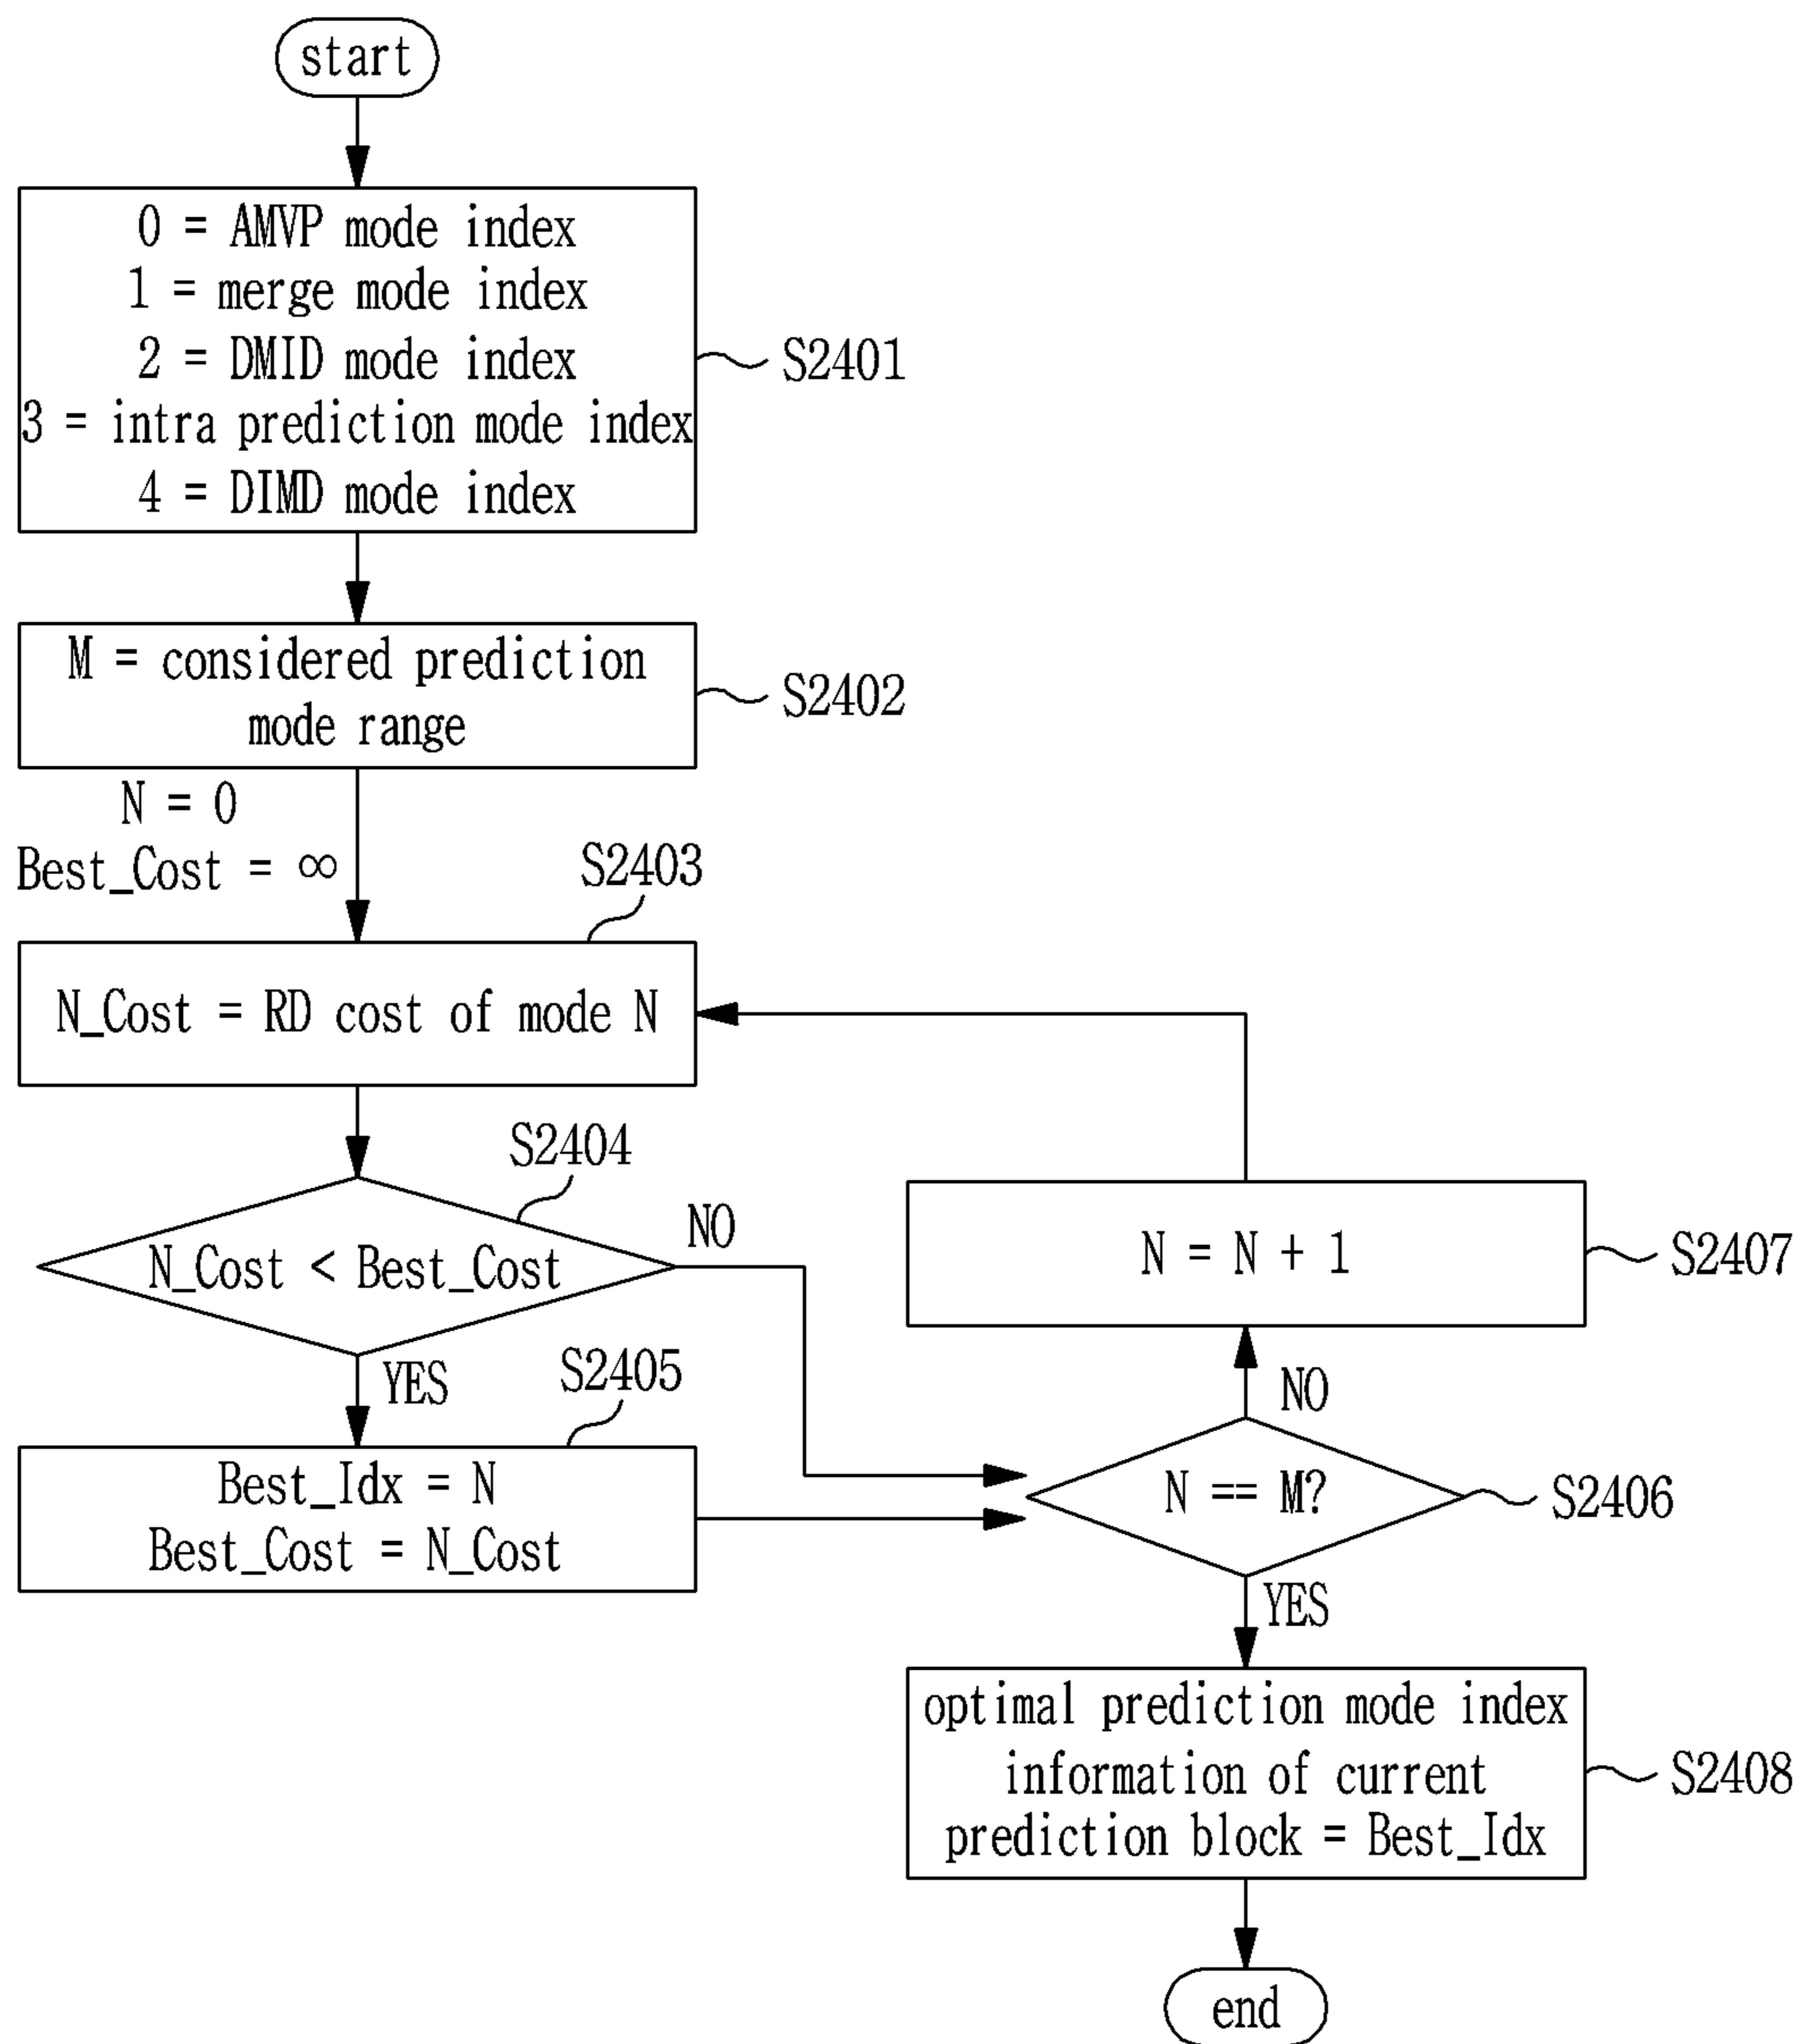 start
0 = AMVP mode index
1 = merge mode index
2 = DMID mode index
3 = intra prediction mode index
4 = DIMD mode index
S2401
M = considered prediction
mode range
S2402
N = 0
Best_Cost = ∞
S2403
N_Cost = RD cost of mode N
S2404
N_Cost < Best_Cost
NO
YES
S2405
Best_Idx = N
Best_Cost = N_Cost
N = N + 1
S2407
NO
N == M?
S2406
YES
optimal prediction mode index
information of current
prediction block = Best_Idx
S2408
end